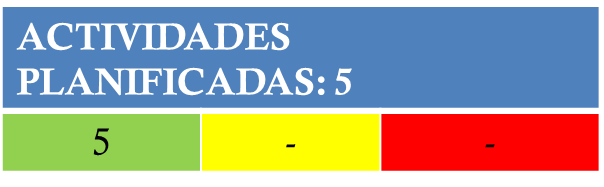 ACTIVIDADES
PLANIFICADAS: 5
5 - -